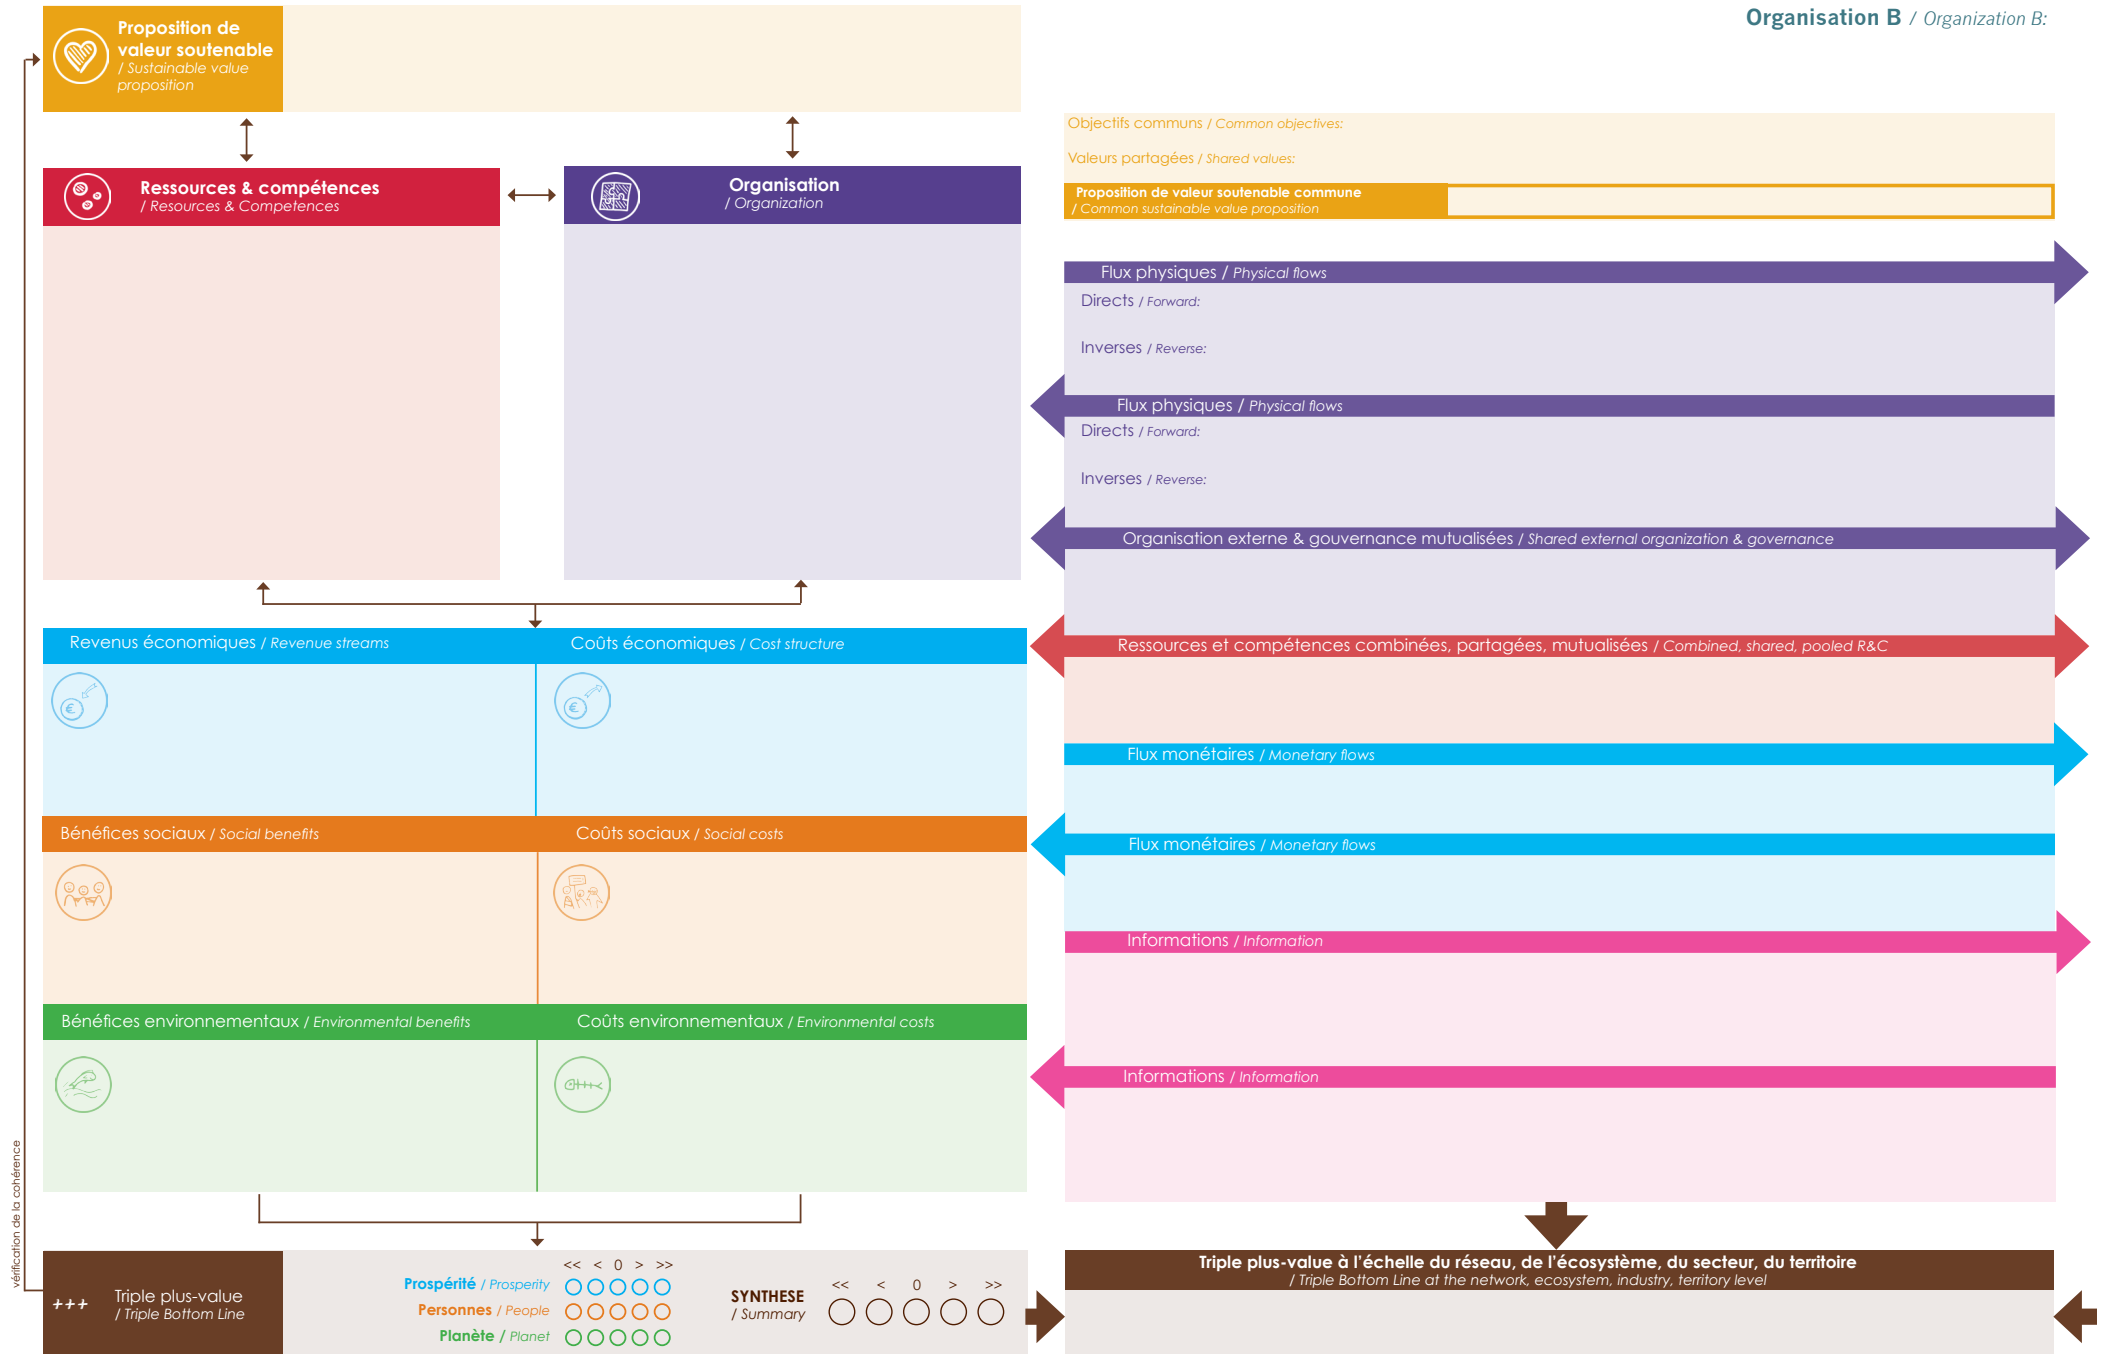 Organisation B / Organization B:
Proposition de
valeur soutenable
/ Sustainable value
proposition
Ressources & compétences
/ Resources & Competences
Organisation
/ Organization
Revenus économiques / Revenue streams
Coûts économiques / Cost structure
€
€
Bénéfices sociaux / Social benefits
Coûts sociaux / Social costs
Bénéfices environnementaux / Environmental benefits
Coûts environnementaux / Environmental costs
vérification de la cohérence
+++
Triple plus-value
/ Triple Bottom Line
<< < 0 > >>
Prospérité / Prosperity
Personnes / People
Planète / Planet
SYNTHESE
/ Summary
<< < 0 > >>
Objectifs communs / Common objectives:
Valeurs partagées / Shared values:
Proposition de valeur soutenable commune
/ Common sustainable value proposition
Flux physiques / Physical flows
Directs / Forward:
Inverses / Reverse:
Flux physiques / Physical flows
Directs / Forward:
Inverses / Reverse:
Organisation externe & gouvernance mutualisées / Shared external organization & governance
Ressources et compétences combinées, partagées, mutualisées / Combined, shared, pooled R&C
Flux monétaires / Monetary flows
Flux monétaires / Monetary flows
Informations / Information
Informations / Information
Triple plus-value à l'échelle du réseau, de l'écosystème, du secteur, du territoire
/ Triple Bottom Line at the network, ecosystem, industry, territory level